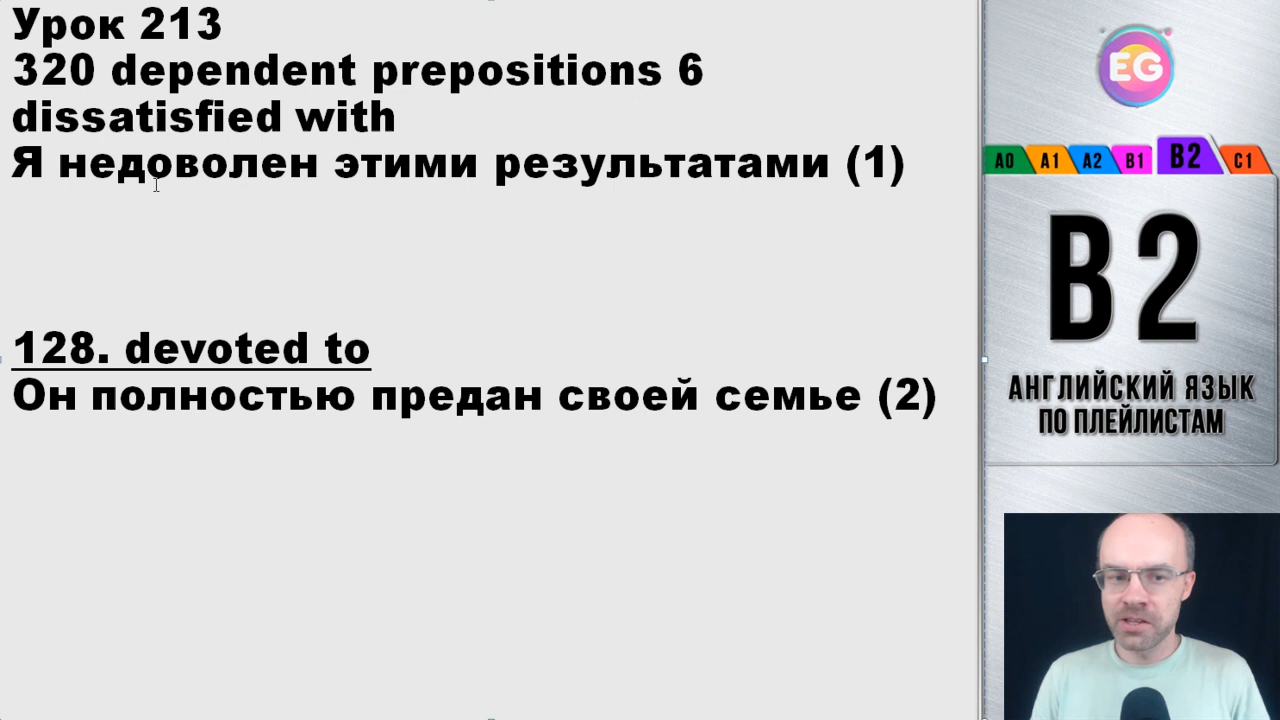 Урок 213
320 dependent prepositions 6
dissatisfied with
Я недоволен этими результатами (1)
128. devoted to
Он полностью предан своей семье (2)
EG
A0 A1 A2 B1 B2 C1
B2
АНГЛИЙСКИЙ ЯЗЫК
ПО ПЛЕЙЛИСТАМ